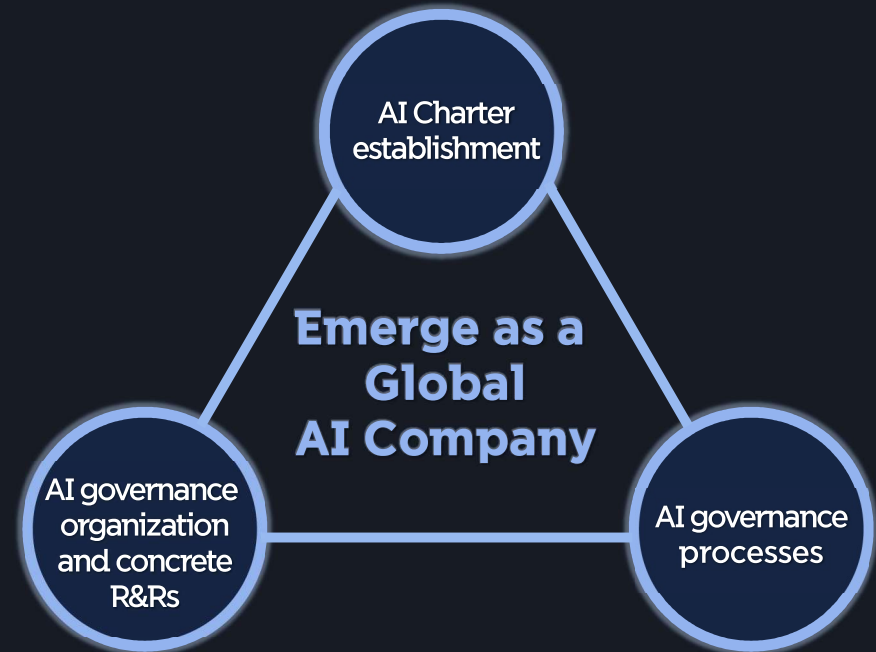 AI Charter
establishment
Emerge as a
Global
AI Company
AI governance
organization
and concrete
R&Rs
AI governance
processes